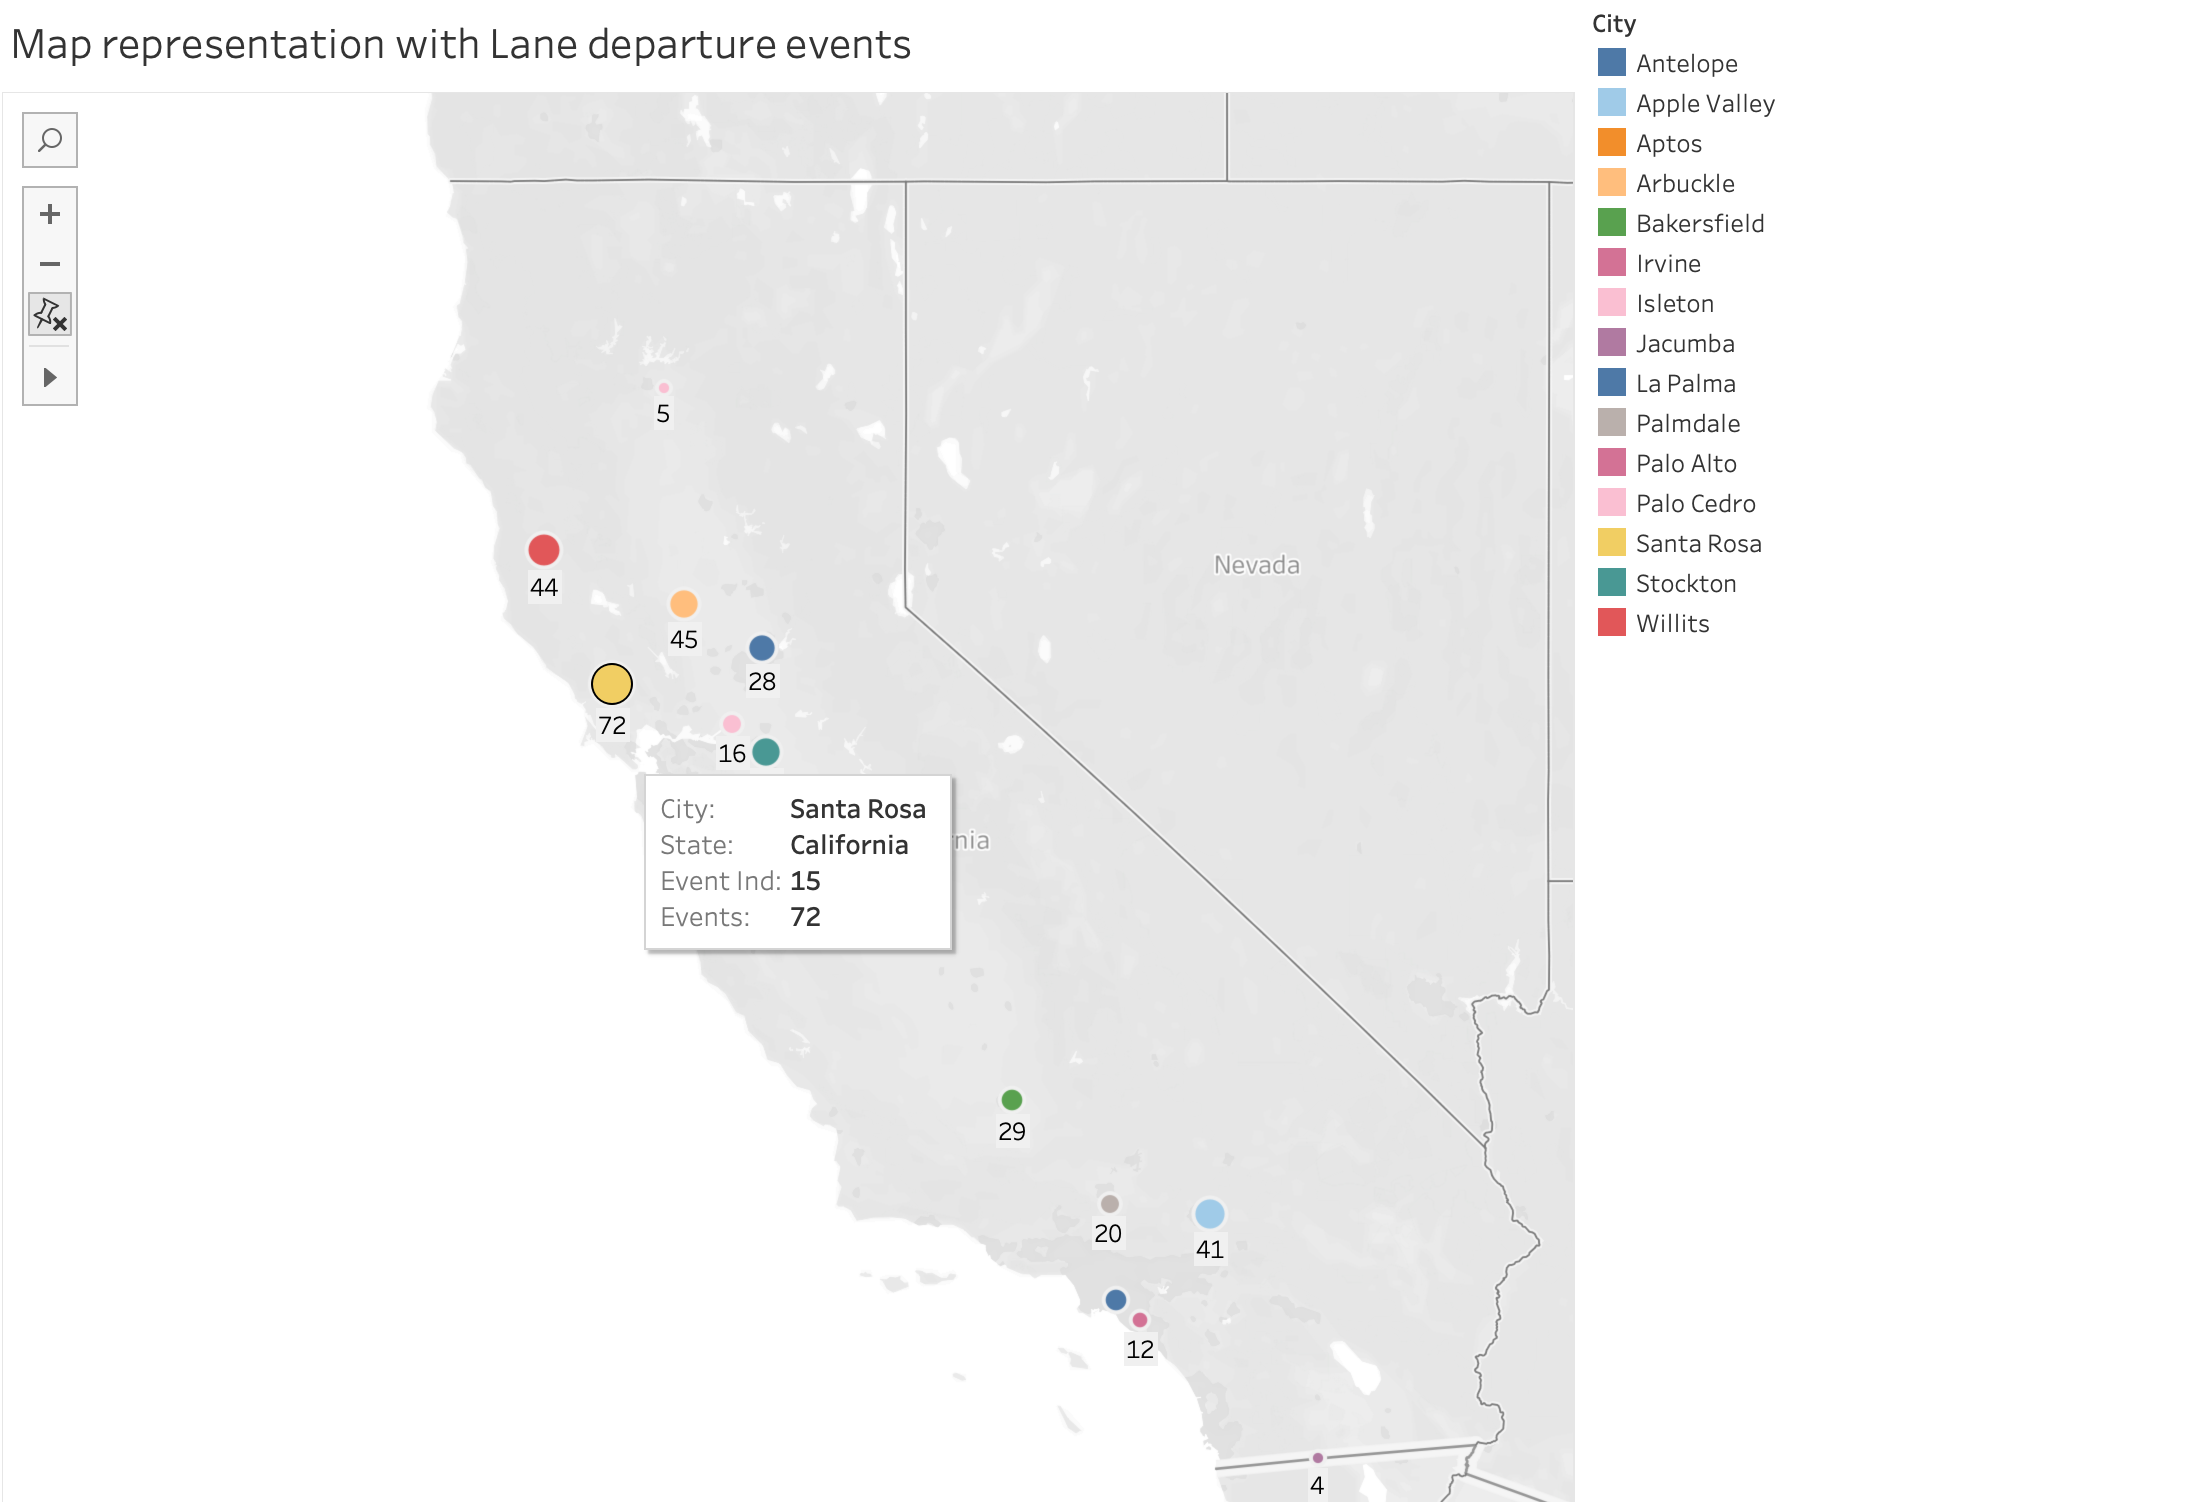 Map representation with Lane departure events
City
Antelope
Apple Valley
Aptos
Arbuckle
Bakersfield
Irvine
Isleton
Jacumba
La Palma
Palmdale
Palo Alto
Palo Cedro
Santa Rosa
Stockton
Willits
5
44
45
28
72
16
Nevada
City: Santa Rosa
State: California
Event Ind: 15
Events: 72
nia
29
20
41
12
4